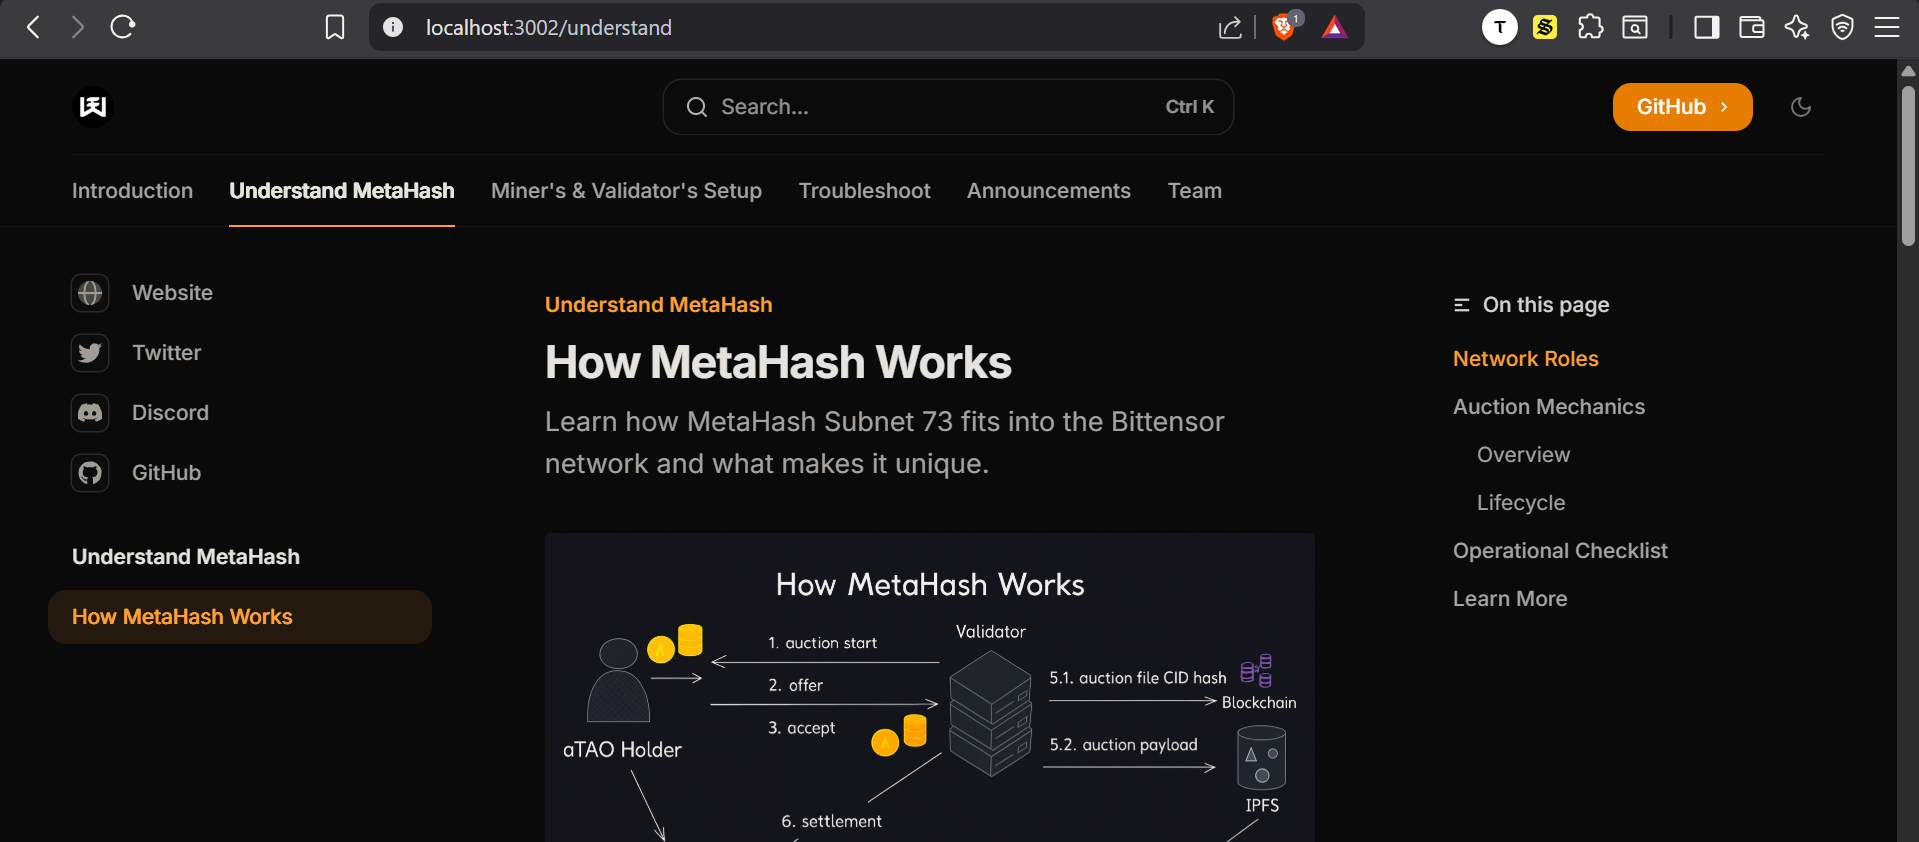 localhost:3002/understand
1
T
S
Search...
Ctrl K
GitHub
Introduction
Understand MetaHash
Miner's & Validator's Setup
Troubleshoot
Announcements
Team
Website
Twitter
Discord
GitHub
Understand MetaHash
How MetaHash Works
Understand MetaHash
How MetaHash Works
Learn how MetaHash Subnet 73 fits into the Bittensor
network and what makes it unique.
How MetaHash Works
1. auction start
2. offer
3. accept
aTAO Holder
Validator
5.1. auction file CID hash
Blockchain
5.2. auction payload
IPFS
6. settlement
On this page
Network Roles
Auction Mechanics
Overview
Lifecycle
Operational Checklist
Learn More